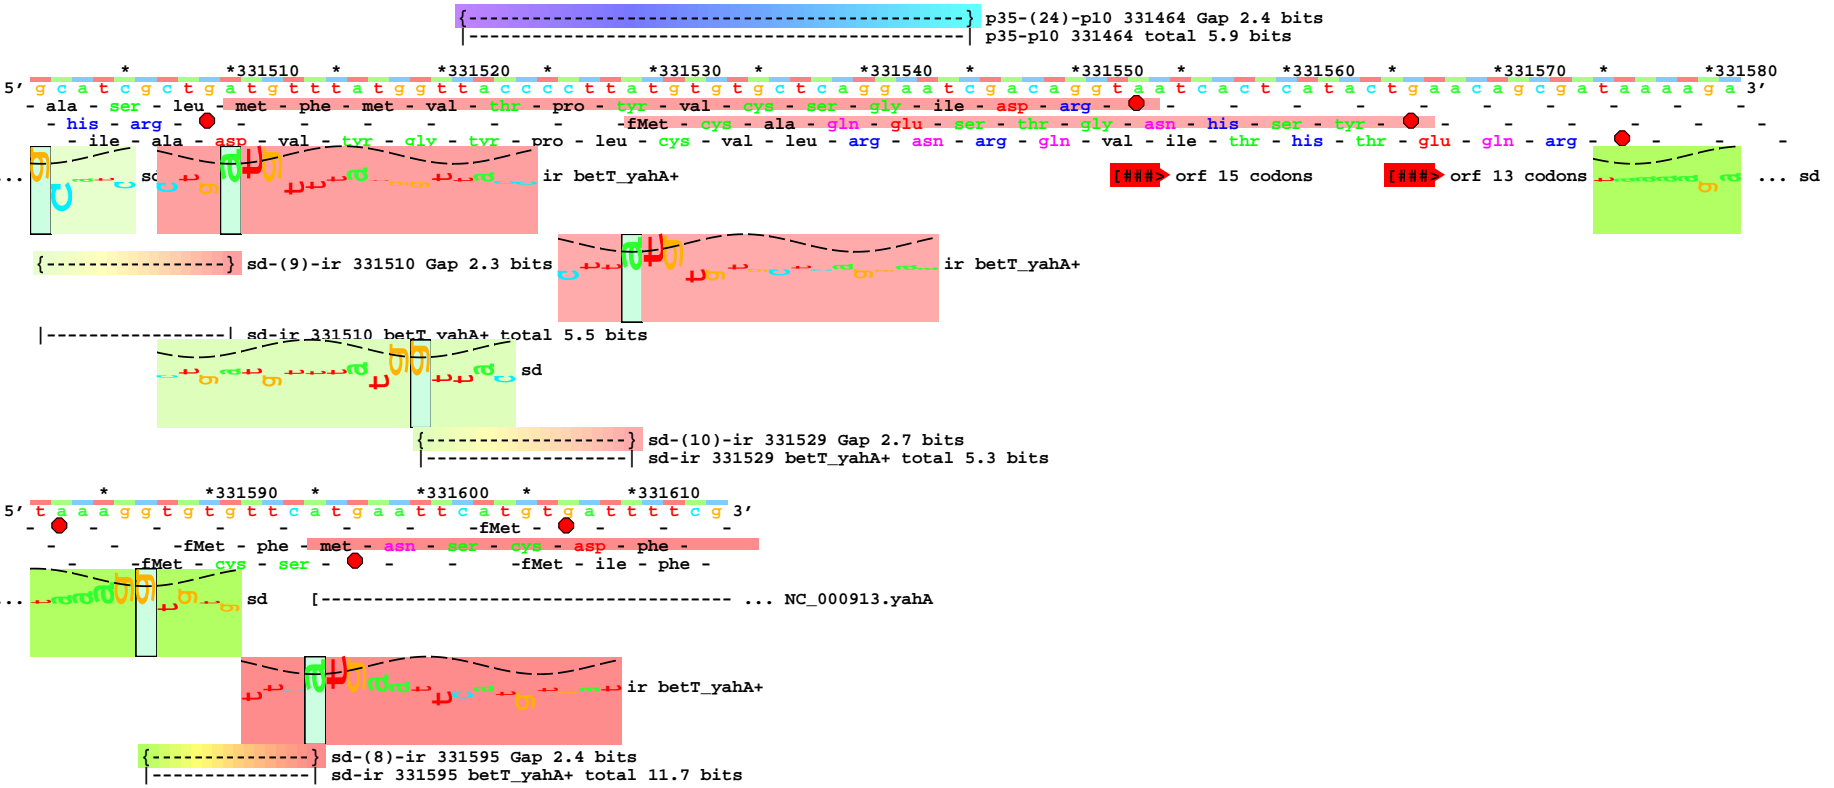 {-----------------------------------------------} p35-(24)-p10 331464 Gap 2.4 bits
|-----------------------------------------------| p35-p10 331464 total 5.9 bits
* *331510 * *331520 * *331530 * *331540 * *331550 * *331560 * *331570 * *331580
5’ g c a t c g c t g a t g t t t a t g g t t a c c c c t t a t g t g t g c t c a g g a a t c g a c a g g t a a t c a c t c a t a c t g a a c a g c g a t a a a a g a 3’
- ala - ser - leu - met - phe - met - val - thr - pro - tyr - val - cys - ser - gly - ile - asp - arg - - - - - - - - - - -
- his - arg - - - - - - - -fMet - cys - ala - gln - glu - ser - thr - gly - asn - his - ser - tyr - - - - - - -
- ile - ala - asp - val - tyr - gly - tyr - pro - leu - cys - val - leu - arg - asn - arg - gln - val - ile - thr - his - thr - glu - gln - arg - - - -
... sd ir betT_yahA+ [###> orf 15 codons [###> orf 13 codons ... sd
{------------------} sd-(9)-ir 331510 Gap 2.3 bits ir betT_yahA+
|------------------| sd-ir 331510 betT_yahA+ total 5.5 bits
sd
{-------------------} sd-(10)-ir 331529 Gap 2.7 bits
|-------------------| sd-ir 331529 betT_yahA+ total 5.3 bits
* *331590 * *331600 * *331610
5’ t a a a g g t g t g t t c a t g a a t t c a t g t g a t t t t c g 3’
- - - - - - - -fMet - - - -
- - -fMet - phe - met - asn - ser - cys - asp - phe -
- -fMet - cys - ser - - - -fMet - ile - phe -
... sd [--------------------------------------- ... NC_000913.yahA
ir betT_yahA+
{---------------} sd-(8)-ir 331595 Gap 2.4 bits
|---------------| sd-ir 331595 betT_yahA+ total 11.7 bits